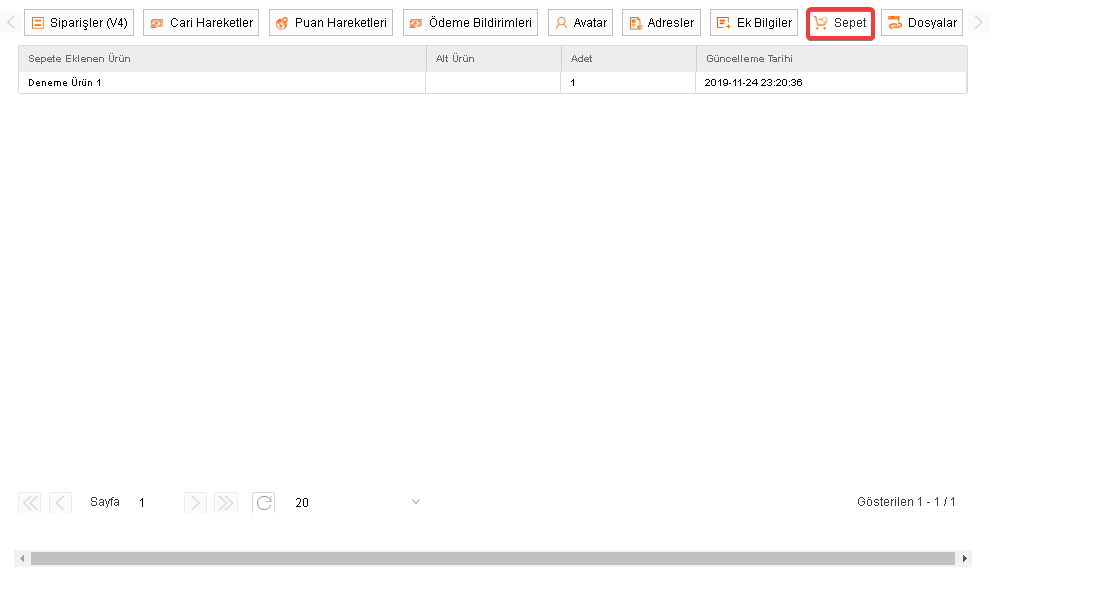 Siparişler (V4) Cari Hareketler Puan Hareketleri Ödeme Bildirimleri Avatar Adresler Ek Bilgiler Sepet Dosyalar
Sepete Eklenen Ürün Alt Ürün Adet Güncelleme Tarihi
Deneme Ürün 1 1 2019-11-24 23:20:36
Sayfa 1 20 Gösterilen 1 - 1 / 1